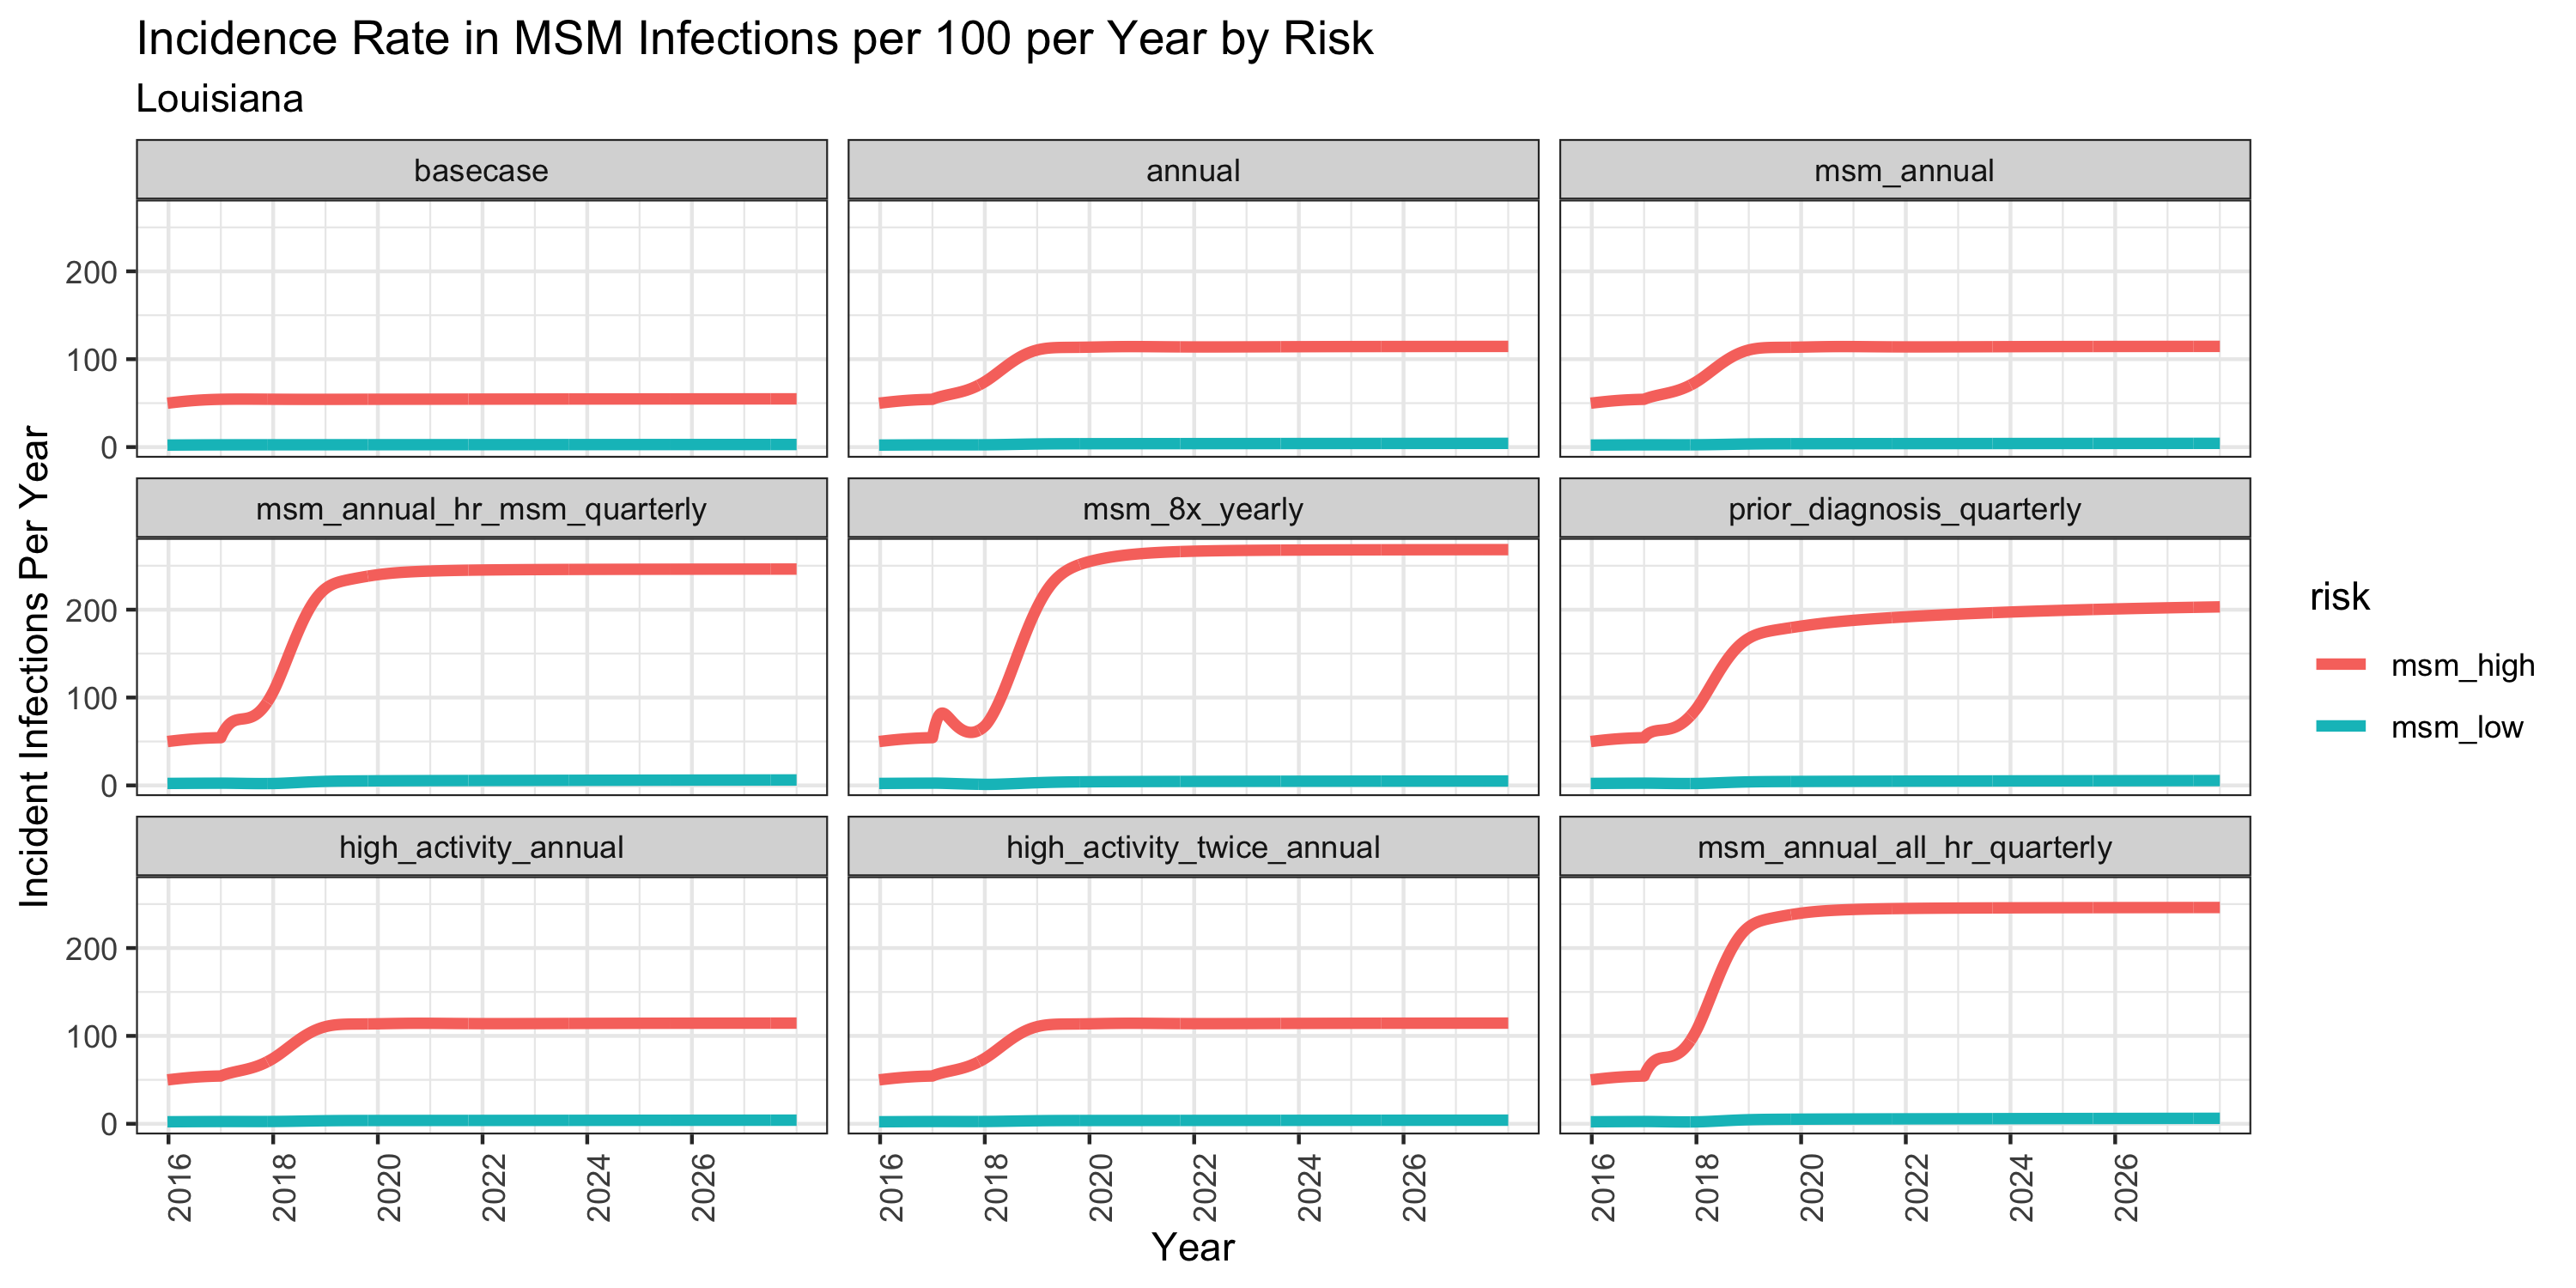 Incidence Rate in MSM Infections per 100 per Year by Risk
Louisiana
basecase
annual
msm_annual
200
100
0
msm_annual_hr_msm_quarterly
msm_8x_yearly
prior_diagnosis_quarterly
200
100
0
high_activity_annual
high_activity_twice_annual
msm_annual_all_hr_quarterly
200
100
0
2016 2018 2020 2022 2024 2026
2016 2018 2020 2022 2024 2026
2016 2018 2020 2022 2024 2026
Year
Incident Infections Per Year
risk
msm_high
msm_low